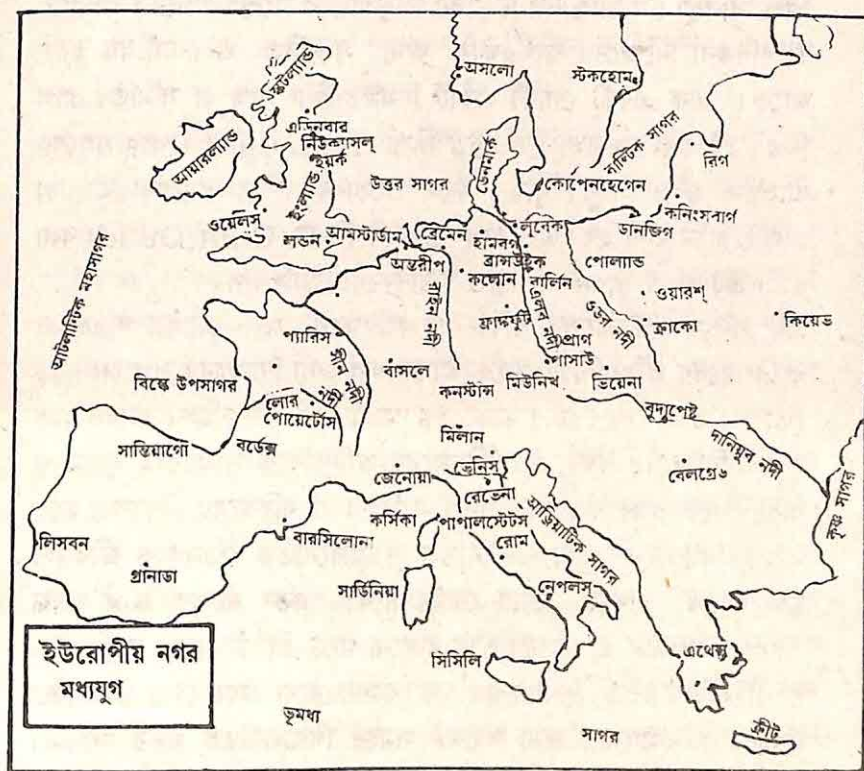 স্কটল্যান্ড
অসলো
স্টকহোম
এডিনবার
নিউক্যাসল্
ইয়র্ক
আয়ারল্যান্ড
ইংল্যান্ড
উত্তর সাগর
ডেনমার্ক
বাল্টিক সাগর
রিগ
কোপেনহেগেন
কনিংসবার্গ
ডানজিগ
ওয়েলস্
লন্ডন
আমস্টার্ডাম
ব্রেমেন
হামবর্গ
লুবেক
ব্রান্সউইক
অন্তরীপ
কলোন
বার্লিন
পোল্যান্ড
ওয়ারশ্
রাইন নদী
এলব নদী
ওডার নদী
ক্রাকো
কিয়েভ
আটলান্টিক মহাসাগর
প্যারিস
ফ্রাঙ্কফুর্ট
প্রাগ
পাসাউ
বাসলে
বিস্কে উপসাগর
লোর
পোয়েটার্স
কনস্টান্স
মিউনিখ
ভিয়েনা
বুদাপেষ্ট
সান্তিয়াগো
বর্ডেক্স
মিলান
দানিয়ুব নদী
বেলগ্রেড
কৃষ্ণ সাগর
জেনোয়া
ভেনিস
রেভেনা
আড্রিয়াটিক সাগর
লিসবন
বারসিলোনা
কর্সিকা
পাপালস্টেটস
রোম
গ্রানাডা
সার্ডিনিয়া
নেপলস্
সিসিলি
এথেন্স
ক্রীট
ইউরোপীয় নগর
মধ্যযুগ
ভূমধ্য
সাগর